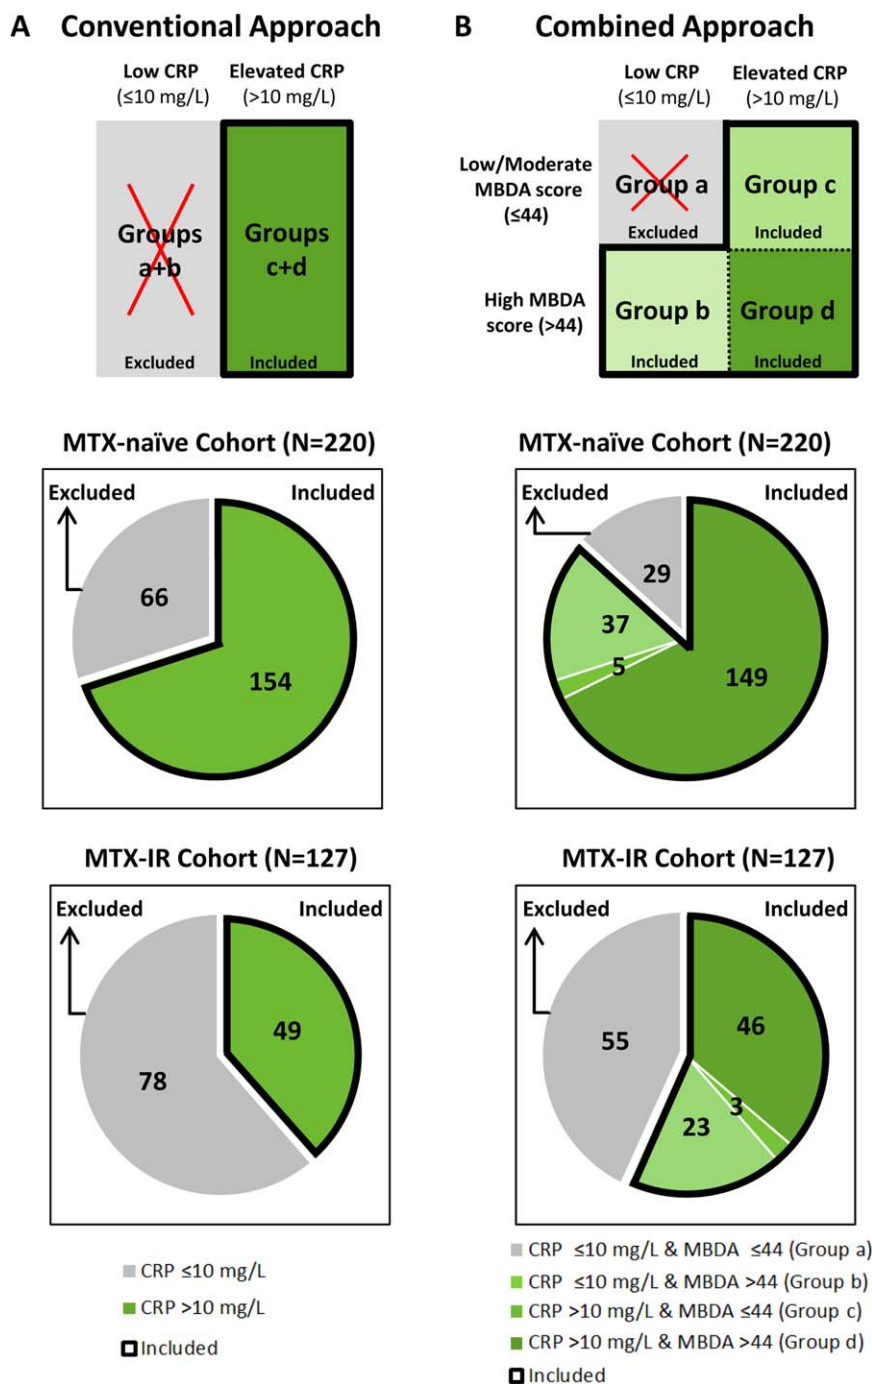 A Conventional Approach
Low CRP
(≤10 mg/L)
Elevated CRP
(>10 mg/L)
Groups
a+b
Excluded
Groups
c+d
Included
MTX-naïve Cohort (N=220)
Excluded
Included
66
154
MTX-IR Cohort (N=127)
Excluded
Included
78
49
CRP ≤10 mg/L
CRP >10 mg/L
Included
B Combined Approach
Low CRP
(≤10 mg/L)
Elevated CRP
(>10 mg/L)
Low/Moderate
MBDA score
(≤44)
Group a
Excluded
Group c
Included
High MBDA
score (>44)
Group b
Included
Group d
Included
MTX-naïve Cohort (N=220)
Excluded
Included
29
37
5
149
MTX-IR Cohort (N=127)
Excluded
Included
55
46
3
23
CRP ≤10 mg/L & MBDA ≤44 (Group a)
CRP ≤10 mg/L & MBDA >44 (Group b)
CRP >10 mg/L & MBDA ≤44 (Group c)
CRP >10 mg/L & MBDA >44 (Group d)
Included